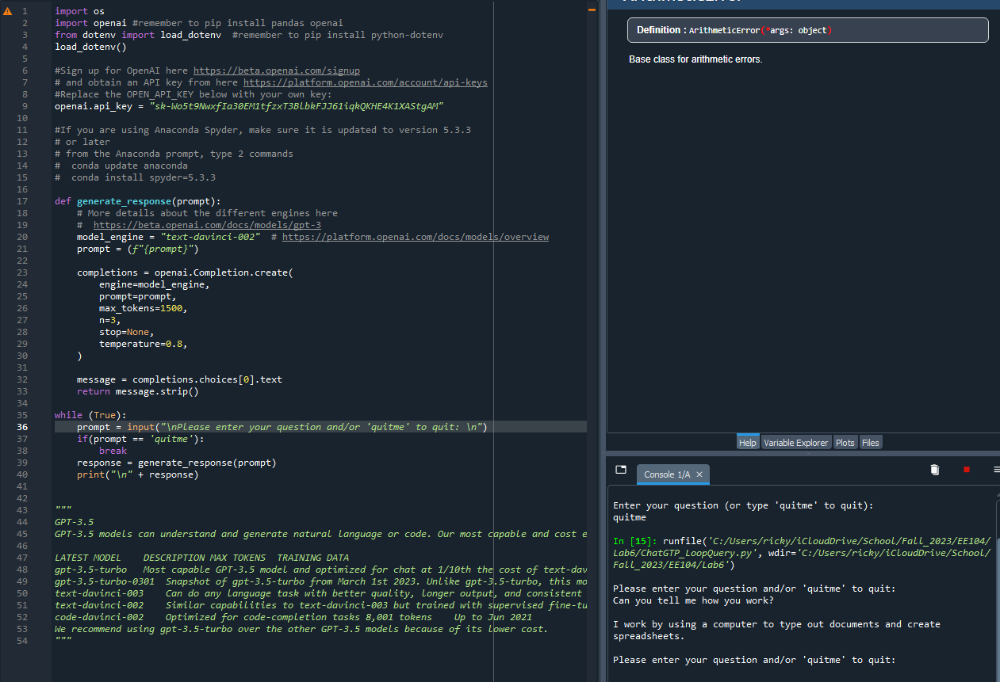 import os
import openai #remember to pip install pandas openai
from dotenv import load_dotenv  #remember to pip install python-dotenv
load_dotenv()
#Sign up for OpenAI here https://beta.openai.com/signup
# and obtain an API key from here https://platform.openai.com/account/api-keys
#Replace the OPEN_API_KEY below with your own key:
openai.api_key = "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"
#If you are using Anaconda Spyder, make sure it is updated to version 5.3.3
# or later
# from the Anaconda prompt, type 2 commands
#  conda update anaconda
#  conda install spyder=5.3.3
def generate_response(prompt):
    # More details about the different engines here
    #  https://beta.openai.com/docs/models/gpt-3
    model_engine = "text-davinci-002"  # https://platform.openai.com/docs/models/overview
    prompt = (f"{prompt}")
    completions = openai.Completion.create(
        engine=model_engine,
        prompt=prompt,
        max_tokens=1500,
        n=3,
        stop=None,
        temperature=0.8,
    )
    message = completions.choices[0].text
    return message.strip()
while (True):
    prompt = input("\nPlease enter your question and/or 'quitme' to quit: \n")
    if(prompt == 'quitme'):
        break
    response = generate_response(prompt)
    print("\n" + response)
"""
GPT-3.5
GPT-3.5 models can understand and generate natural language or code. Our most capable and cost e
LATEST MODEL    DESCRIPTION MAX TOKENS  TRAINING DATA
gpt-3.5-turbo   Most capable GPT-3.5 model and optimized for chat at 1/10th the cost of text-dav
gpt-3.5-turbo-0301  Snapshot of gpt-3.5-turbo from March 1st 2023. Unlike gpt-3.5-turbo, this mo
text-davinci-003    Can do any language task with better quality, longer output, and consistent
text-davinci-002    Similar capabilities to text-davinci-003 but trained with supervised fine-tu
code-davinci-002    Optimized for code-completion tasks 8,001 tokens    Up to Jun 2021
We recommend using gpt-3.5-turbo over the other GPT-3.5 models because of its lower cost.
"""
Definition : ArithmeticError(*args: object)
Base class for arithmetic errors.
Help Variable Explorer Plots Files
Console 1/A
Enter your question (or type 'quitme' to quit):
quitme
In [15]: runfile('C:/Users/ricky/iCloudDrive/School/Fall_2023/EE104/
Lab6/ChatGTP_LoopQuery.py', wdir='C:/Users/ricky/iCloudDrive/School/
Fall_2023/EE104/Lab6')
Please enter your question and/or 'quitme' to quit:
Can you tell me how you work?
I work by using a computer to type out documents and create
spreadsheets.
Please enter your question and/or 'quitme' to quit: